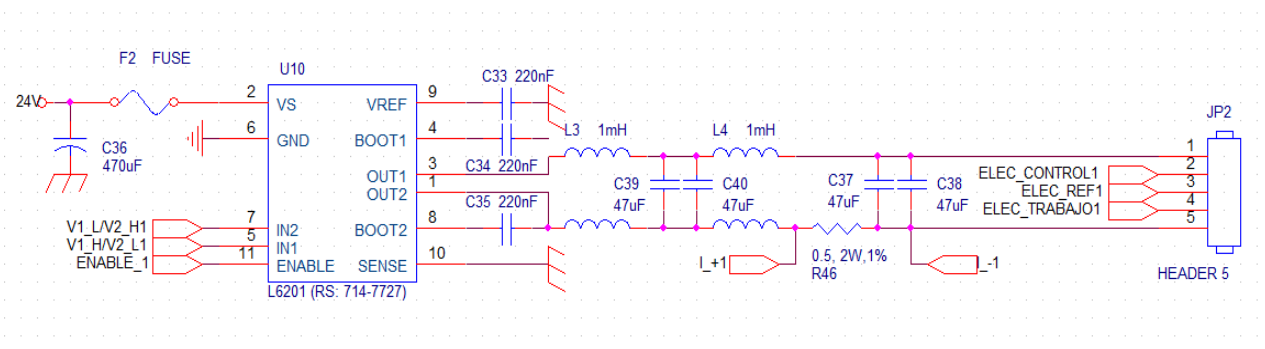 F2 FUSE
U10
24V
C36
470uF
2
VS
6
GND
7
IN2
5
IN1
11
ENABLE
VREF
9
BOOT1
4
OUT1
3
OUT2
1
BOOT2
8
SENSE
10
L6201 (RS: 714-7727)
V1_L/V2_H1
V1_H/V2_L1
ENABLE_1
C33 220nF
C34 220nF
C35 220nF
L3 1mH
L4 1mH
C39
47uF
C40
47uF
C37
47uF
C38
47uF
I_+1
0.5, 2W,1%
R46
I_-1
ELEC_CONTROL1
ELEC_REF1
ELEC_TRABAJO1
JP2
1
2
3
4
5
HEADER 5